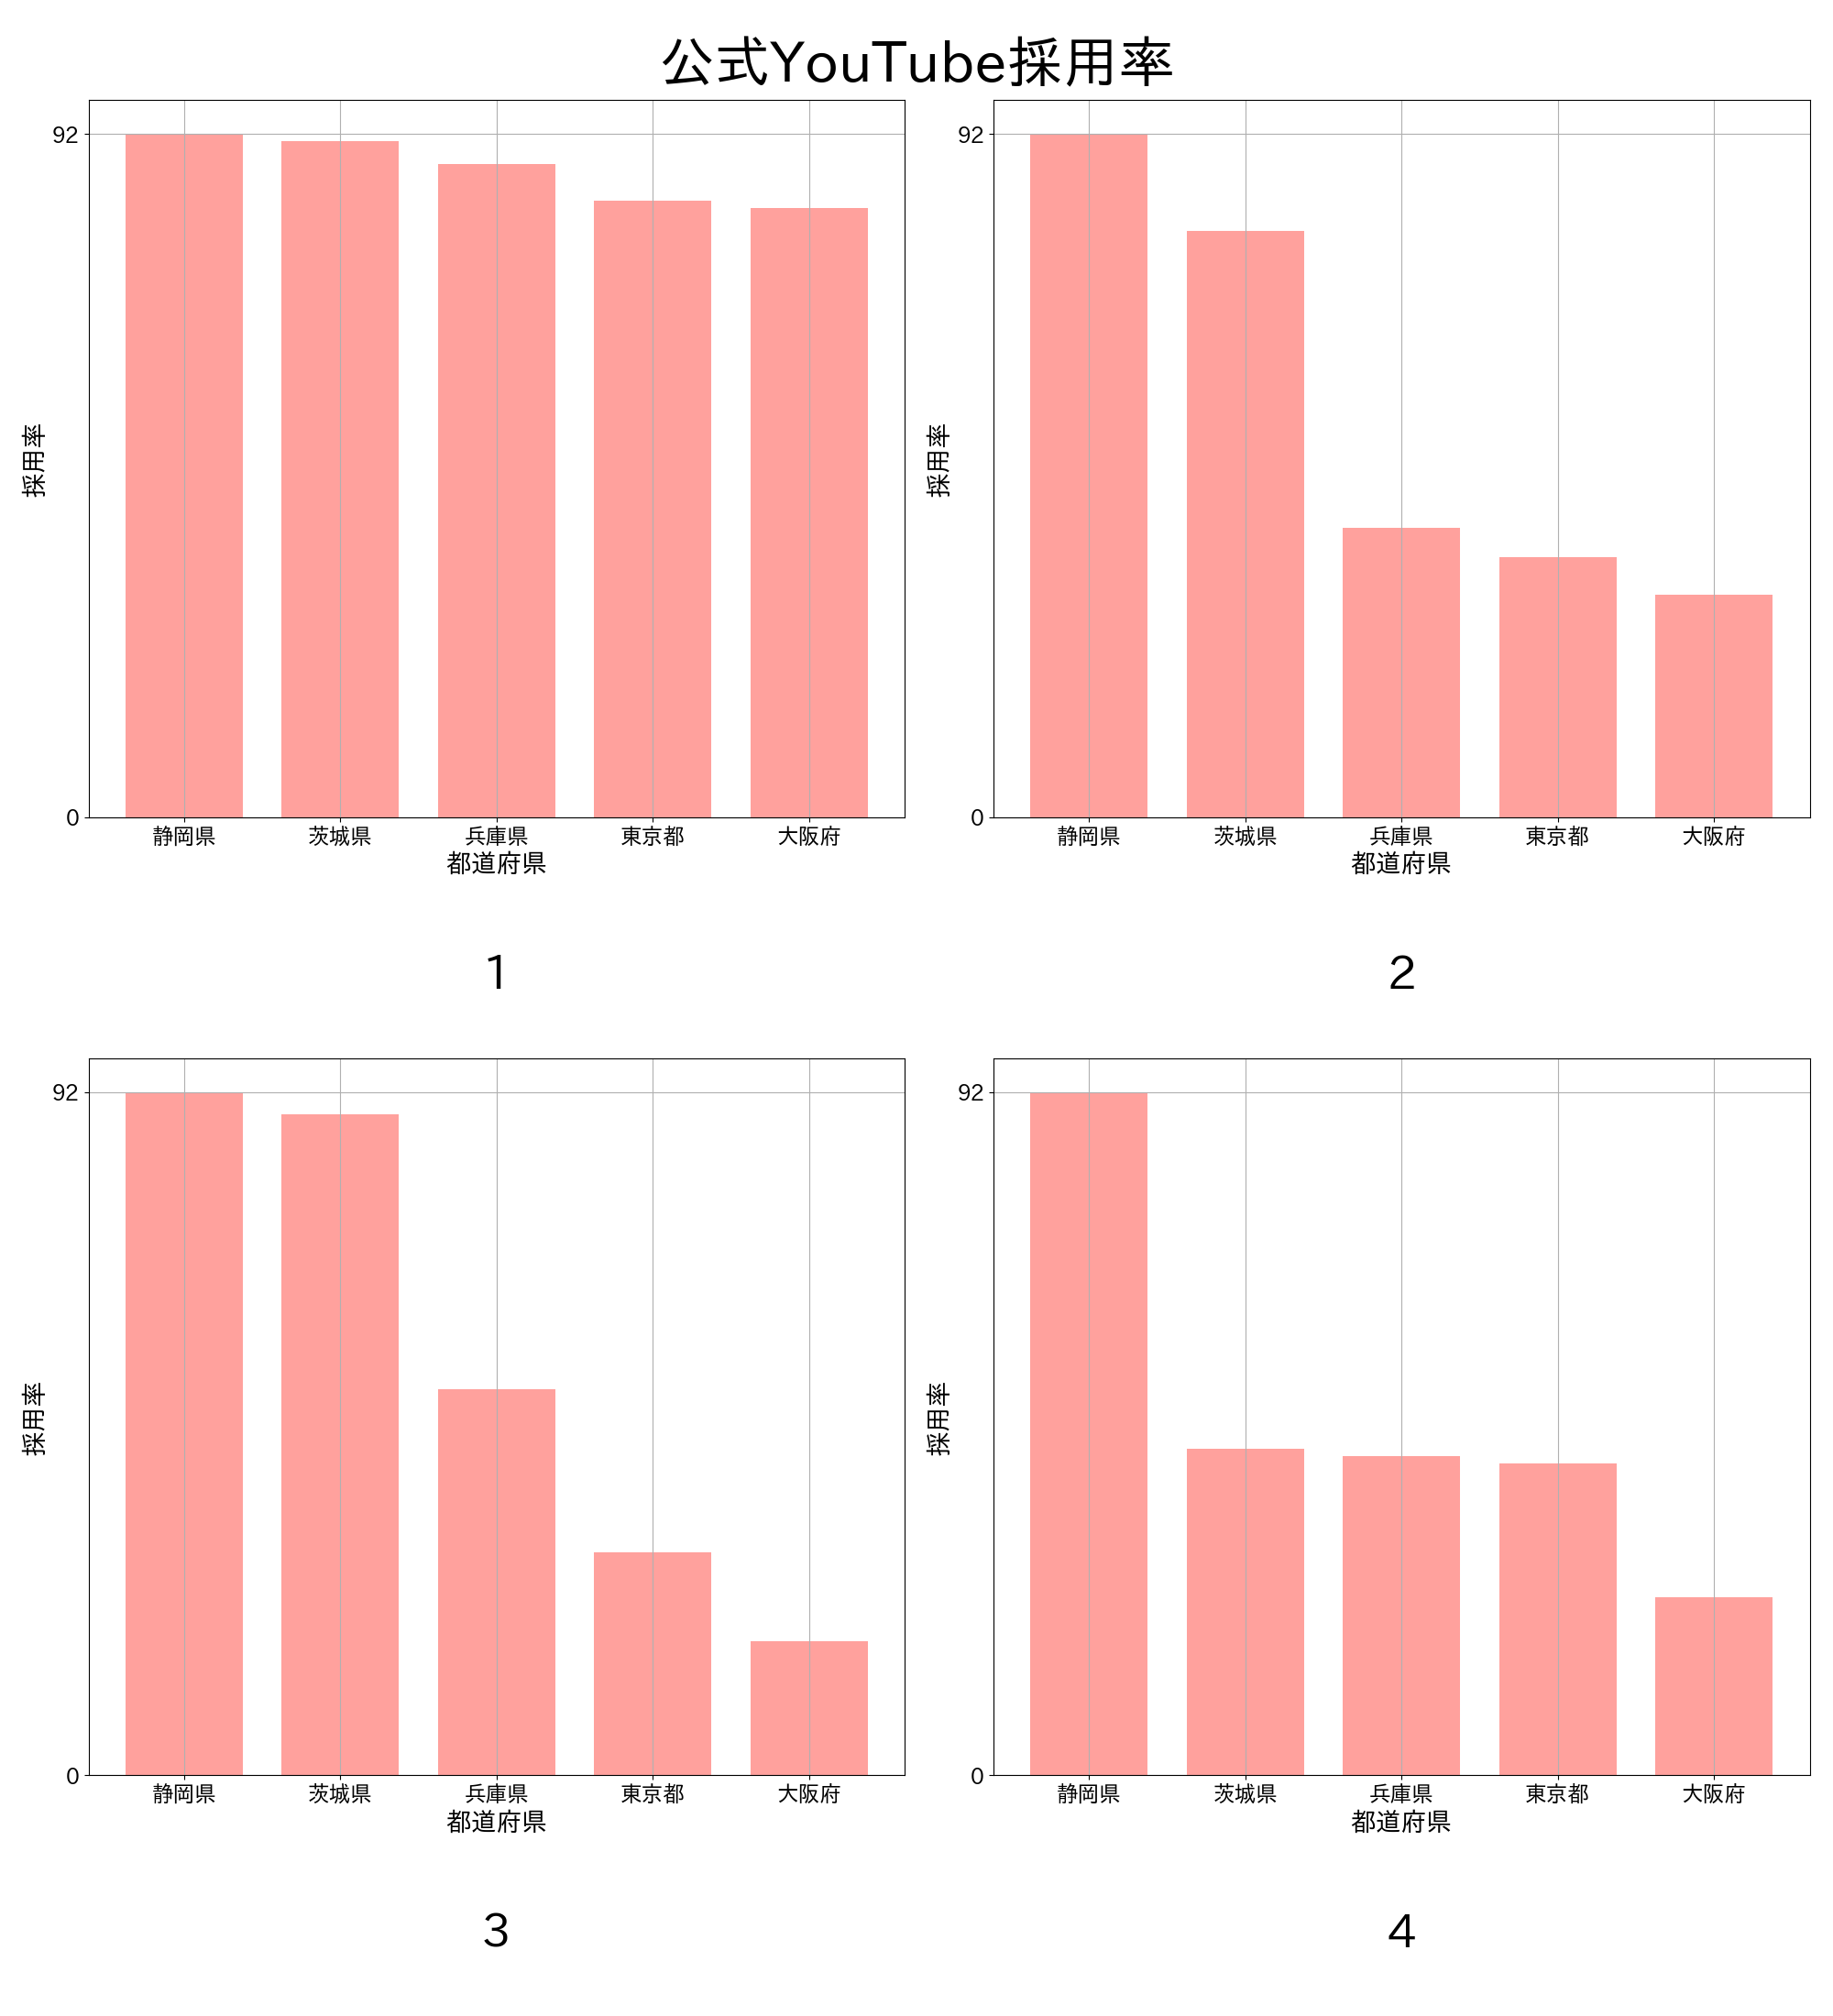 公式YouTube採用率
92
0
採用率
静岡県 茨城県 兵庫県 東京都 大阪府
都道府県
1
92
0
採用率
静岡県 茨城県 兵庫県 東京都 大阪府
都道府県
2
92
0
採用率
静岡県 茨城県 兵庫県 東京都 大阪府
都道府県
3
92
0
採用率
静岡県 茨城県 兵庫県 東京都 大阪府
都道府県
4